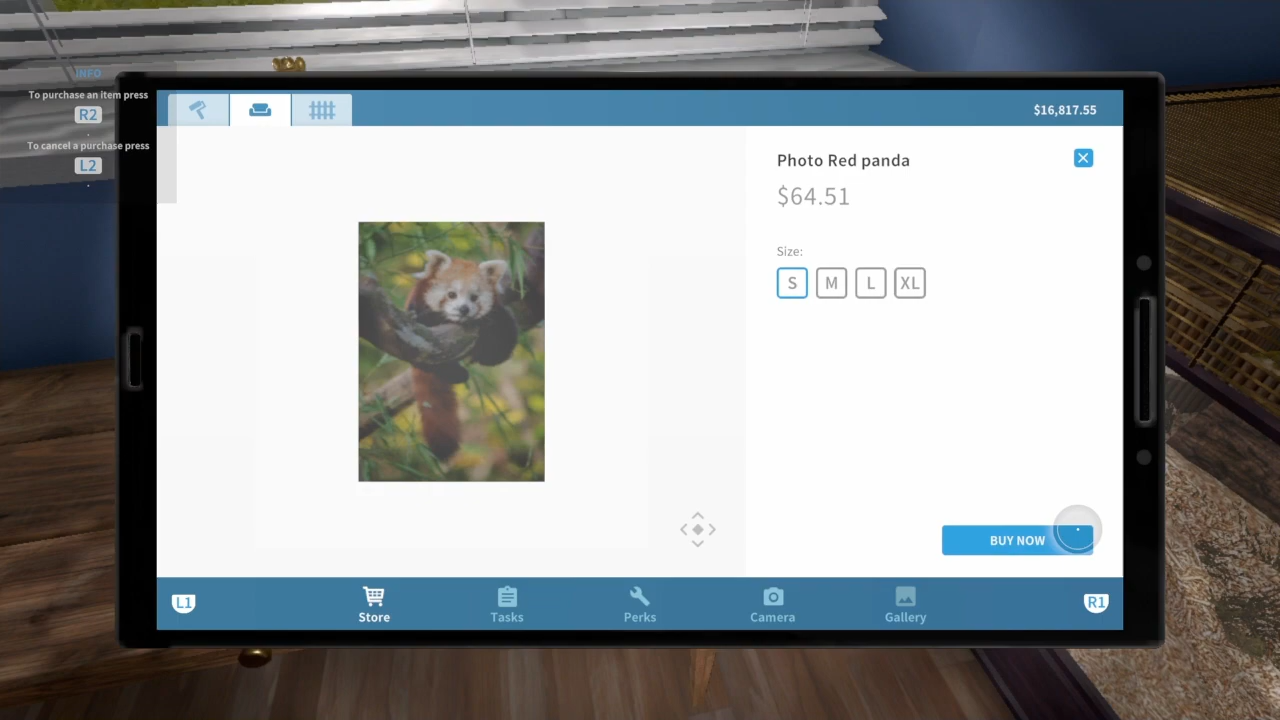 INFO
To purchase an item press
R2
.
To cancel a purchase press
L2
.
$16,817.55
Photo Red panda
$64.51
Size:
S M L XL
BUY NOW
L1
Store Tasks Perks Camera Gallery
R1